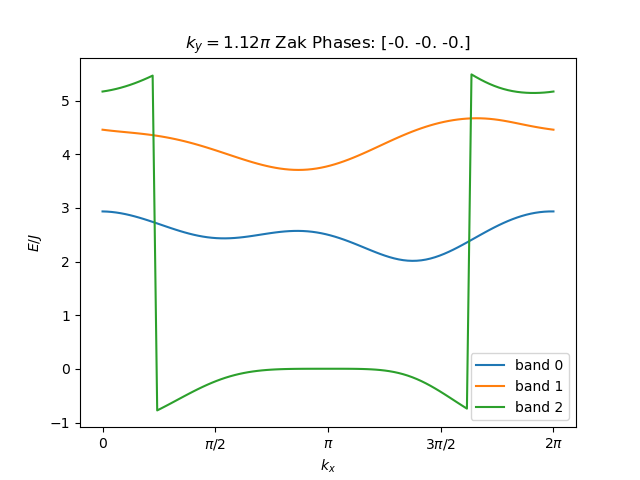 k_y = 1.12π Zak Phases: [-0. -0. -0.]
E/J
5
4
3
2
1
0
−1
0 π/2 π 3π/2 2π
k_x
band 0
band 1
band 2